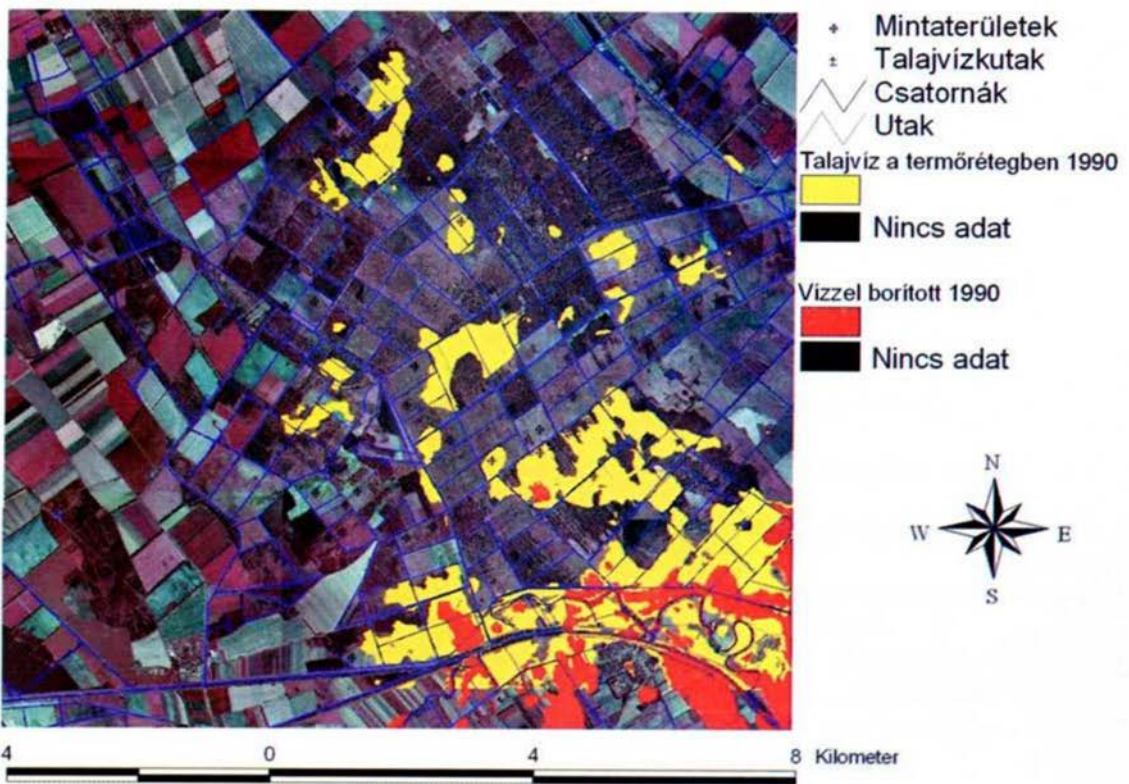 Mintaterületek
Talajvízkutak
Csatornák
Utak
Talajvíz a termőrétegben 1990
Nincs adat
Vízzel borított 1990
Nincs adat
N
W E
S
4 0 4 8 Kilometer